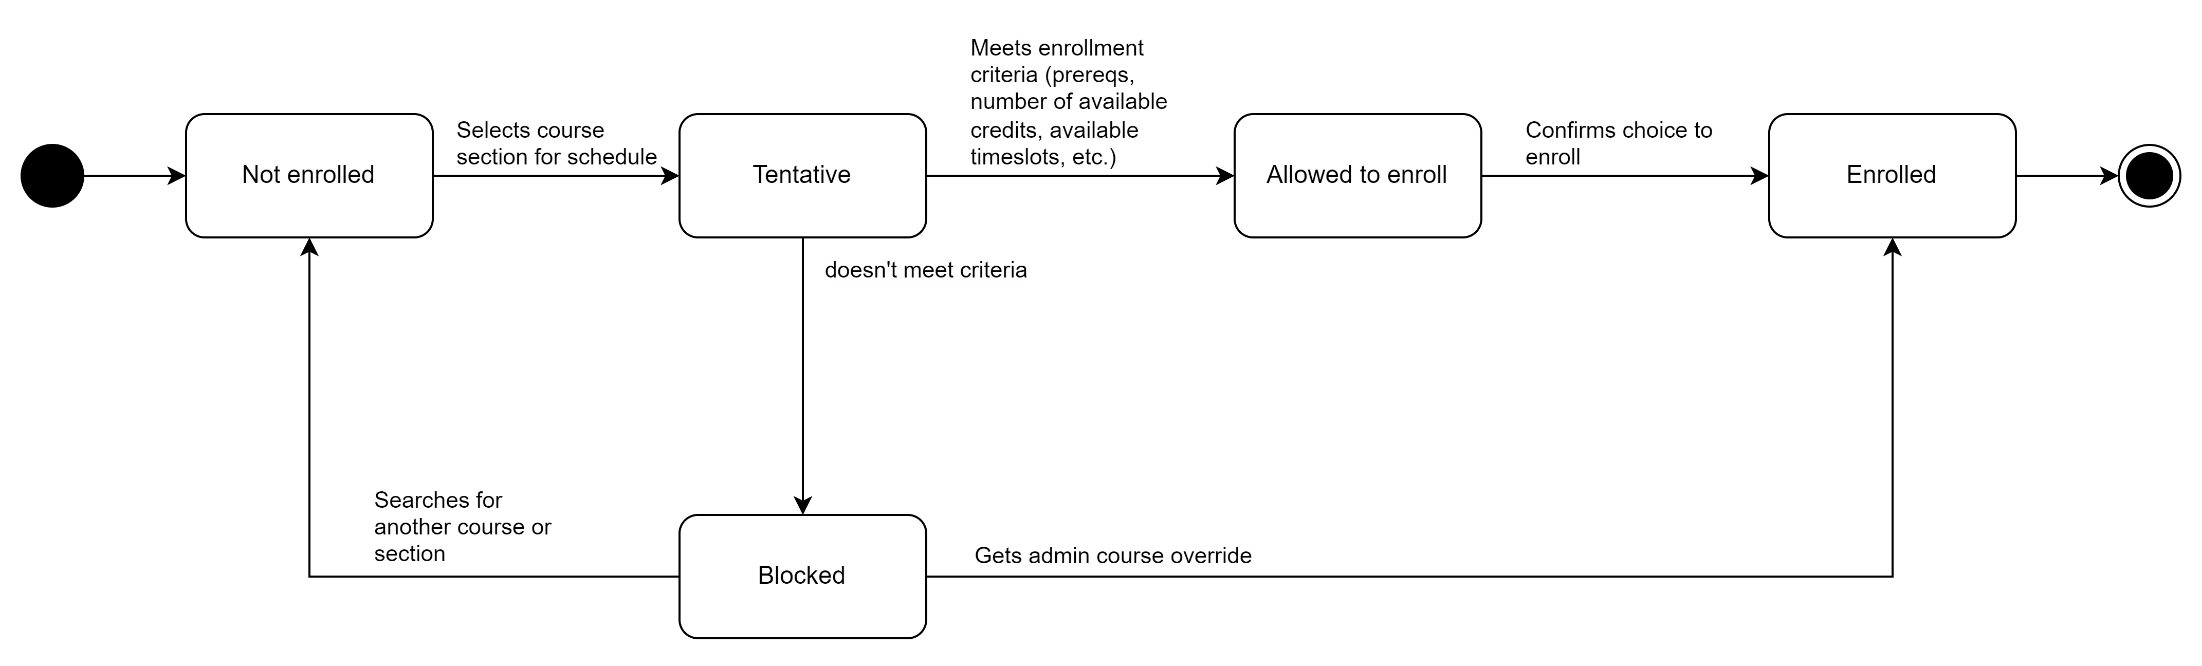 Meets enrollment
criteria (prereqs,
number of available
credits, available
timeslots, etc.)
Selects course
section for schedule
Confirms choice to
enroll
Not enrolled
Tentative
Allowed to enroll
Enrolled
doesn't meet criteria
Searches for
another course or
section
Gets admin course override
Blocked